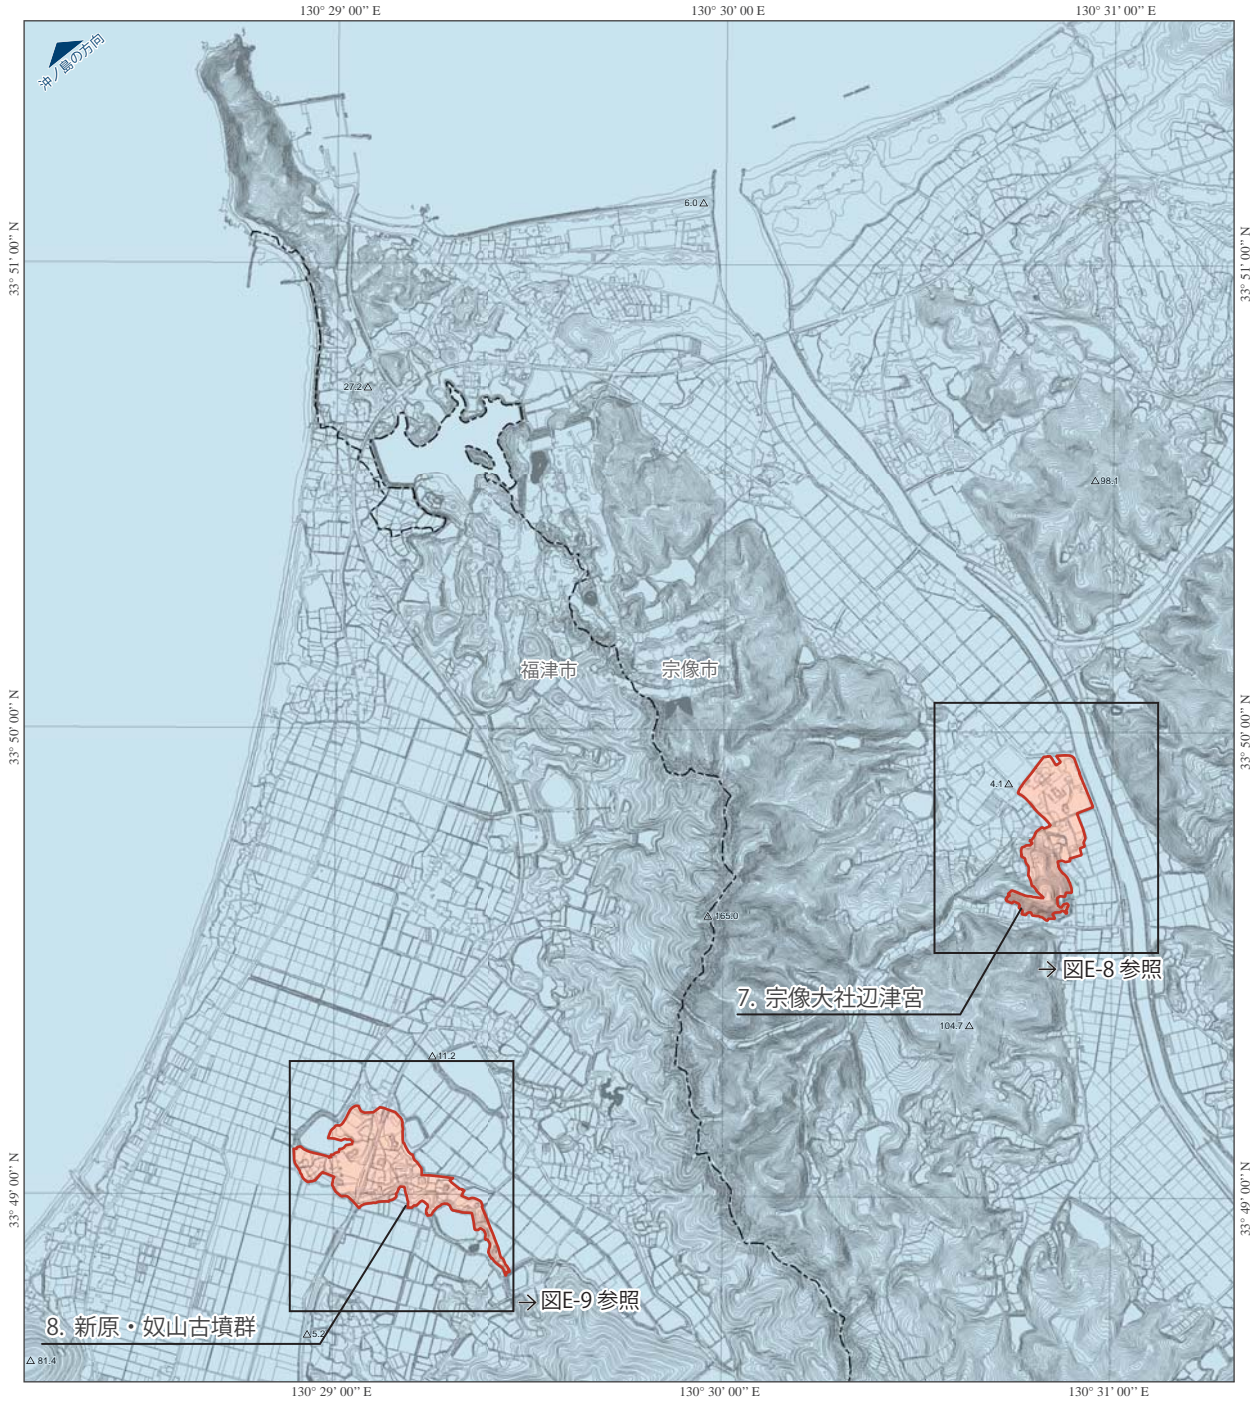 130° 29’ 00’’ E
130° 30’ 00’’ E
130° 31’ 00’’ E
沖ノ島の方向
6.0
33° 51’ 00’’ N
33° 51’ 00’’ N
27.2
98.1
福津市
宗像市
33° 50’ 00’’ N
33° 50’ 00’’ N
4.1
165.0
→ 図E-8 参照
7. 宗像大社辺津宮
104.7
11.2
33° 49’ 00’’ N
33° 49’ 00’’ N
→ 図E-9 参照
8. 新原・奴山古墳群
5.2
81.4
130° 29’ 00’’ E
130° 30’ 00’’ E
130° 31’ 00’’ E